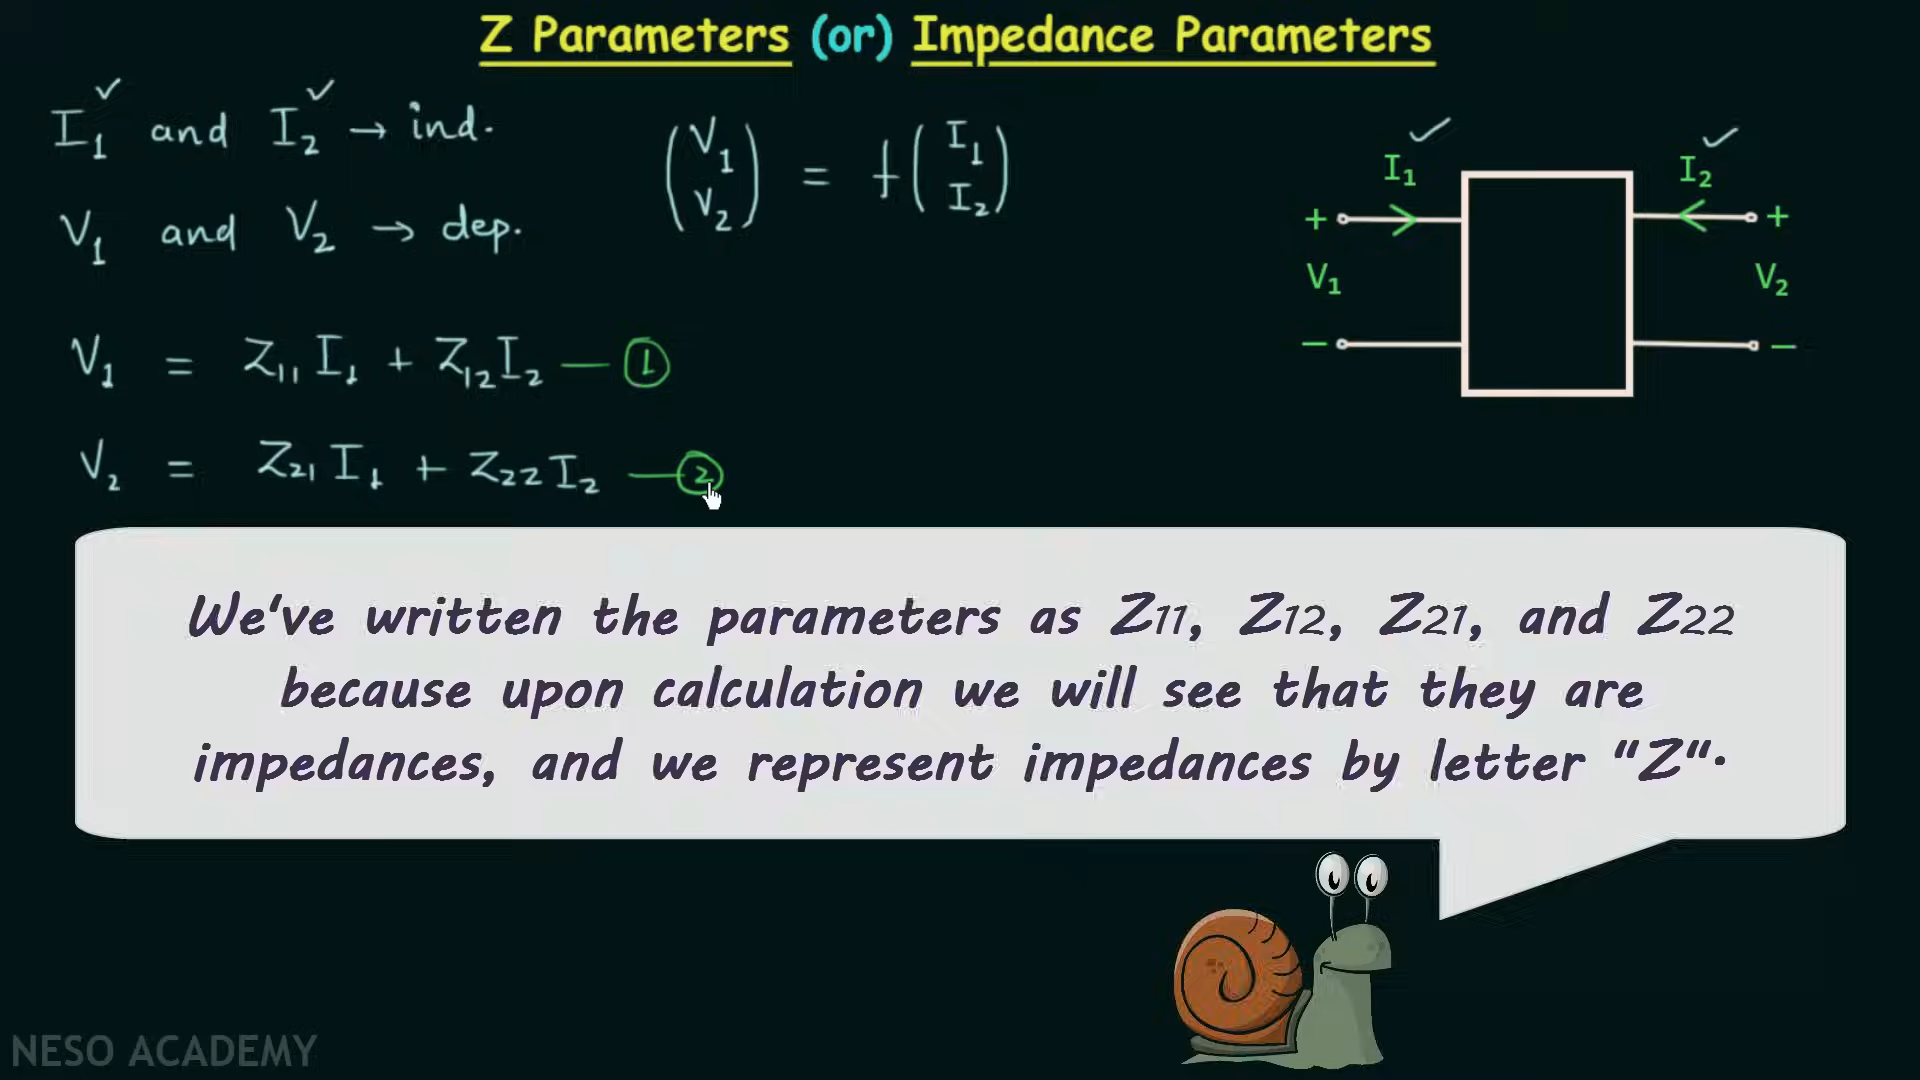 Z Parameters (or) Impedance Parameters
I₁ ✓ and I₂ ✓ → ind.
V₁ and V₂ → dep.
(V₁ V₂) = f(I₁ I₂)
V₁ = Z₁₁ I₁ + Z₁₂ I₂ — ①
V₂ = Z₂₁ I₁ + Z₂₂ I₂ — ②
I₁ ✓ I₂ ✓
+ +
V₁ V₂
− −
We've written the parameters as Z11, Z12, Z21, and Z22
because upon calculation we will see that they are
impedances, and we represent impedances by letter "Z".
NESO ACADEMY